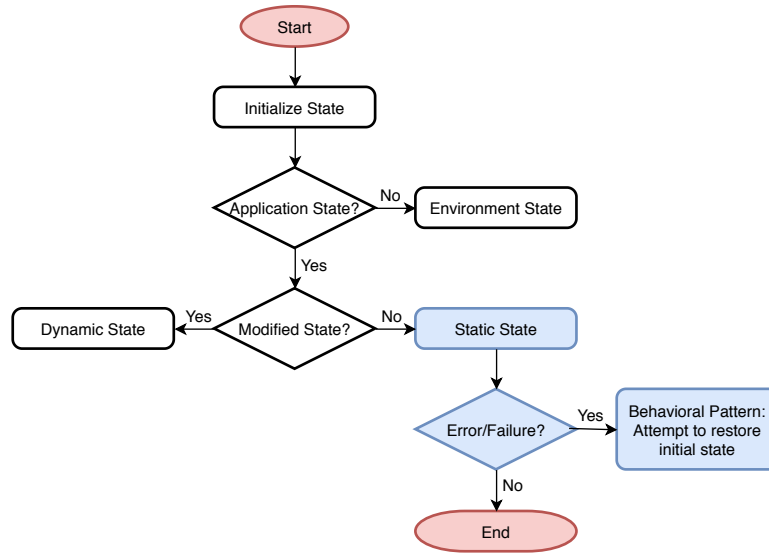 Start
Initialize State
Application State?
No
Environment State
Yes
Dynamic State
Yes
Modified State?
No
Static State
Error/Failure?
Yes
Behavioral Pattern:
Attempt to restore
initial state
No
End